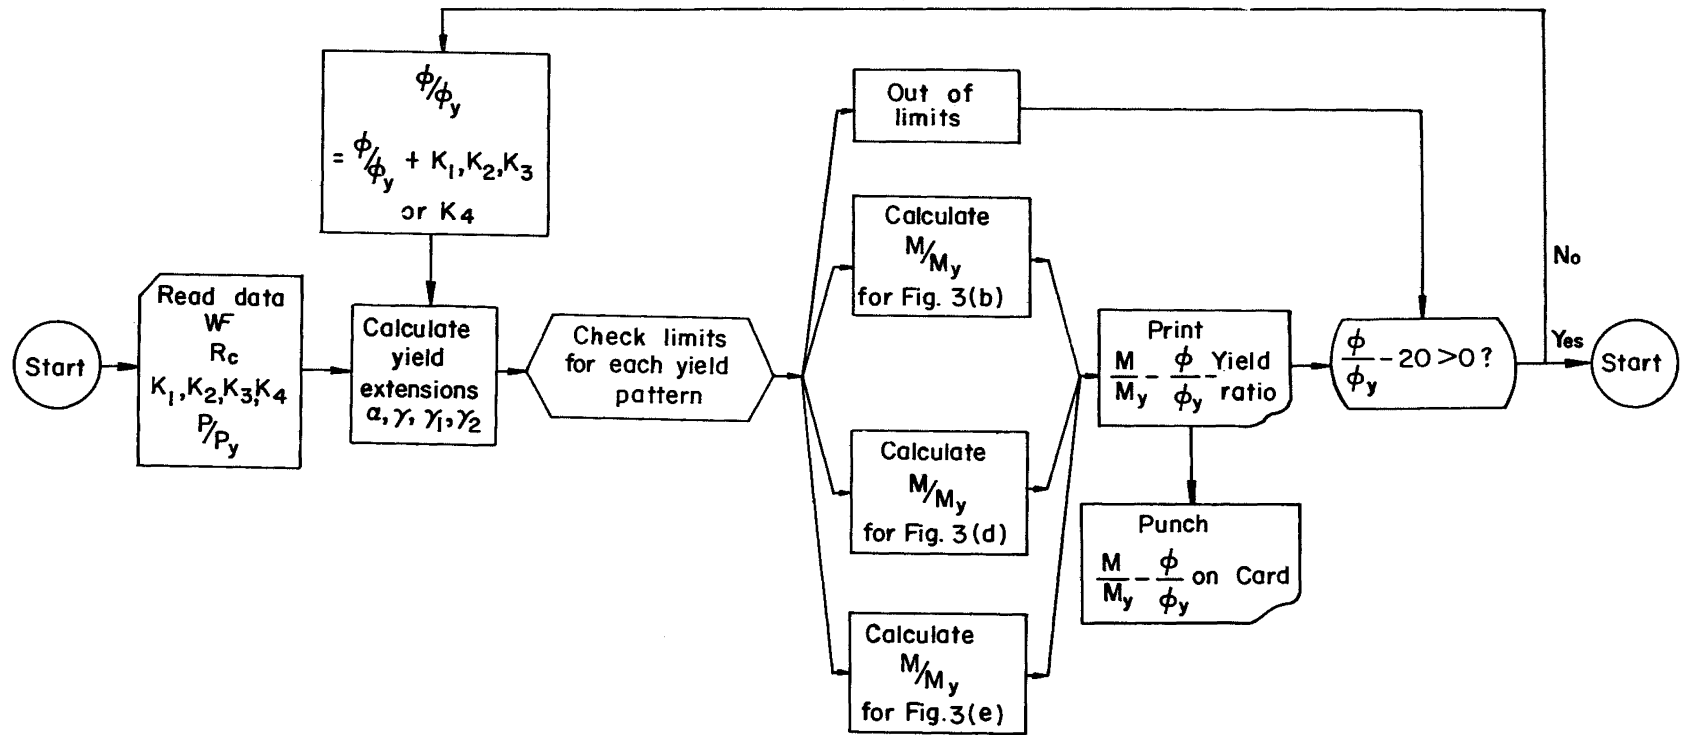 ϕ/ϕy
= ϕ/ϕy + K1,K2,K3
or K4
Start
Read data
WF
Rc
K1,K2,K3,K4
P/Py
Calculate
yield
extensions
α,γ,γ1,γ2
Check limits
for each yield
pattern
Out of
limits
Calculate
M/My
for Fig. 3(b)
Calculate
M/My
for Fig. 3(d)
Calculate
M/My
for Fig.3(e)
Print
M/My - ϕ/ϕy - Yield
ratio
Punch
M/My - ϕ/ϕy on Card
ϕ/ϕy - 20 > 0 ?
No
Yes
Start